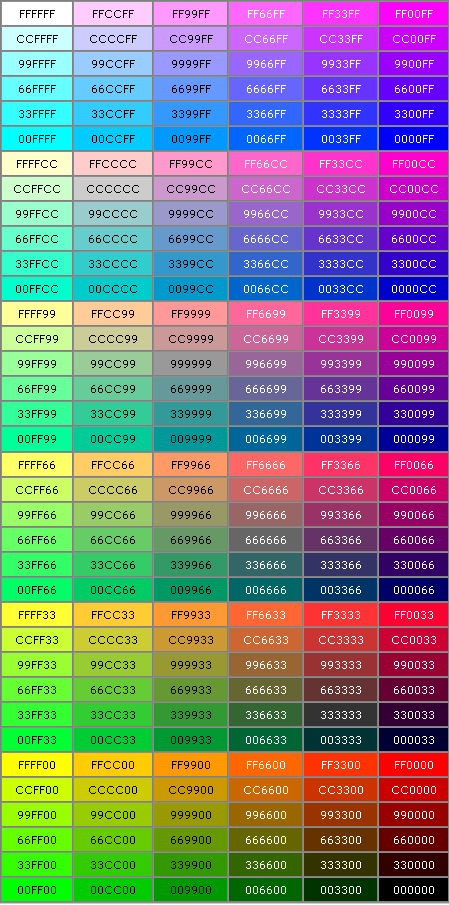 FFFFFF FFCCFF FF99FF FF66FF FF33FF FF00FF
CCFFFF CCCCFF CC99FF CC66FF CC33FF CC00FF
99FFFF 99CCFF 9999FF 9966FF 9933FF 9900FF
66FFFF 66CCFF 6699FF 6666FF 6633FF 6600FF
33FFFF 33CCFF 3399FF 3366FF 3333FF 3300FF
00FFFF 00CCFF 0099FF 0066FF 0033FF 0000FF
FFFFCC FFCCCC FF99CC FF66CC FF33CC FF00CC
CCFFCC CCCCCC CC99CC CC66CC CC33CC CC00CC
99FFCC 99CCCC 9999CC 9966CC 9933CC 9900CC
66FFCC 66CCCC 6699CC 6666CC 6633CC 6600CC
33FFCC 33CCCC 3399CC 3366CC 3333CC 3300CC
00FFCC 00CCCC 0099CC 0066CC 0033CC 0000CC
FFFF99 FFCC99 FF9999 FF6699 FF3399 FF0099
CCFF99 CCCC99 CC9999 CC6699 CC3399 CC0099
99FF99 99CC99 999999 996699 993399 990099
66FF99 66CC99 669999 666699 663399 660099
33FF99 33CC99 339999 336699 333399 330099
00FF99 00CC99 009999 006699 003399 000099
FFFF66 FFCC66 FF9966 FF6666 FF3366 FF0066
CCFF66 CCCC66 CC9966 CC6666 CC3366 CC0066
99FF66 99CC66 999966 996666 993366 990066
66FF66 66CC66 669966 666666 663366 660066
33FF66 33CC66 339966 336666 333366 330066
00FF66 00CC66 009966 006666 003366 000066
FFFF33 FFCC33 FF9933 FF6633 FF3333 FF0033
CCFF33 CCCC33 CC9933 CC6633 CC3333 CC0033
99FF33 99CC33 999933 996633 993333 990033
66FF33 66CC33 669933 666633 663333 660033
33FF33 33CC33 339933 336633 333333 330033
00FF33 00CC33 009933 006633 003333 000033
FFFF00 FFCC00 FF9900 FF6600 FF3300 FF0000
CCFF00 CCCC00 CC9900 CC6600 CC3300 CC0000
99FF00 99CC00 999900 996600 993300 990000
66FF00 66CC00 669900 666600 663300 660000
33FF00 33CC00 339900 336600 333300 330000
00FF00 00CC00 009900 006600 003300 000000